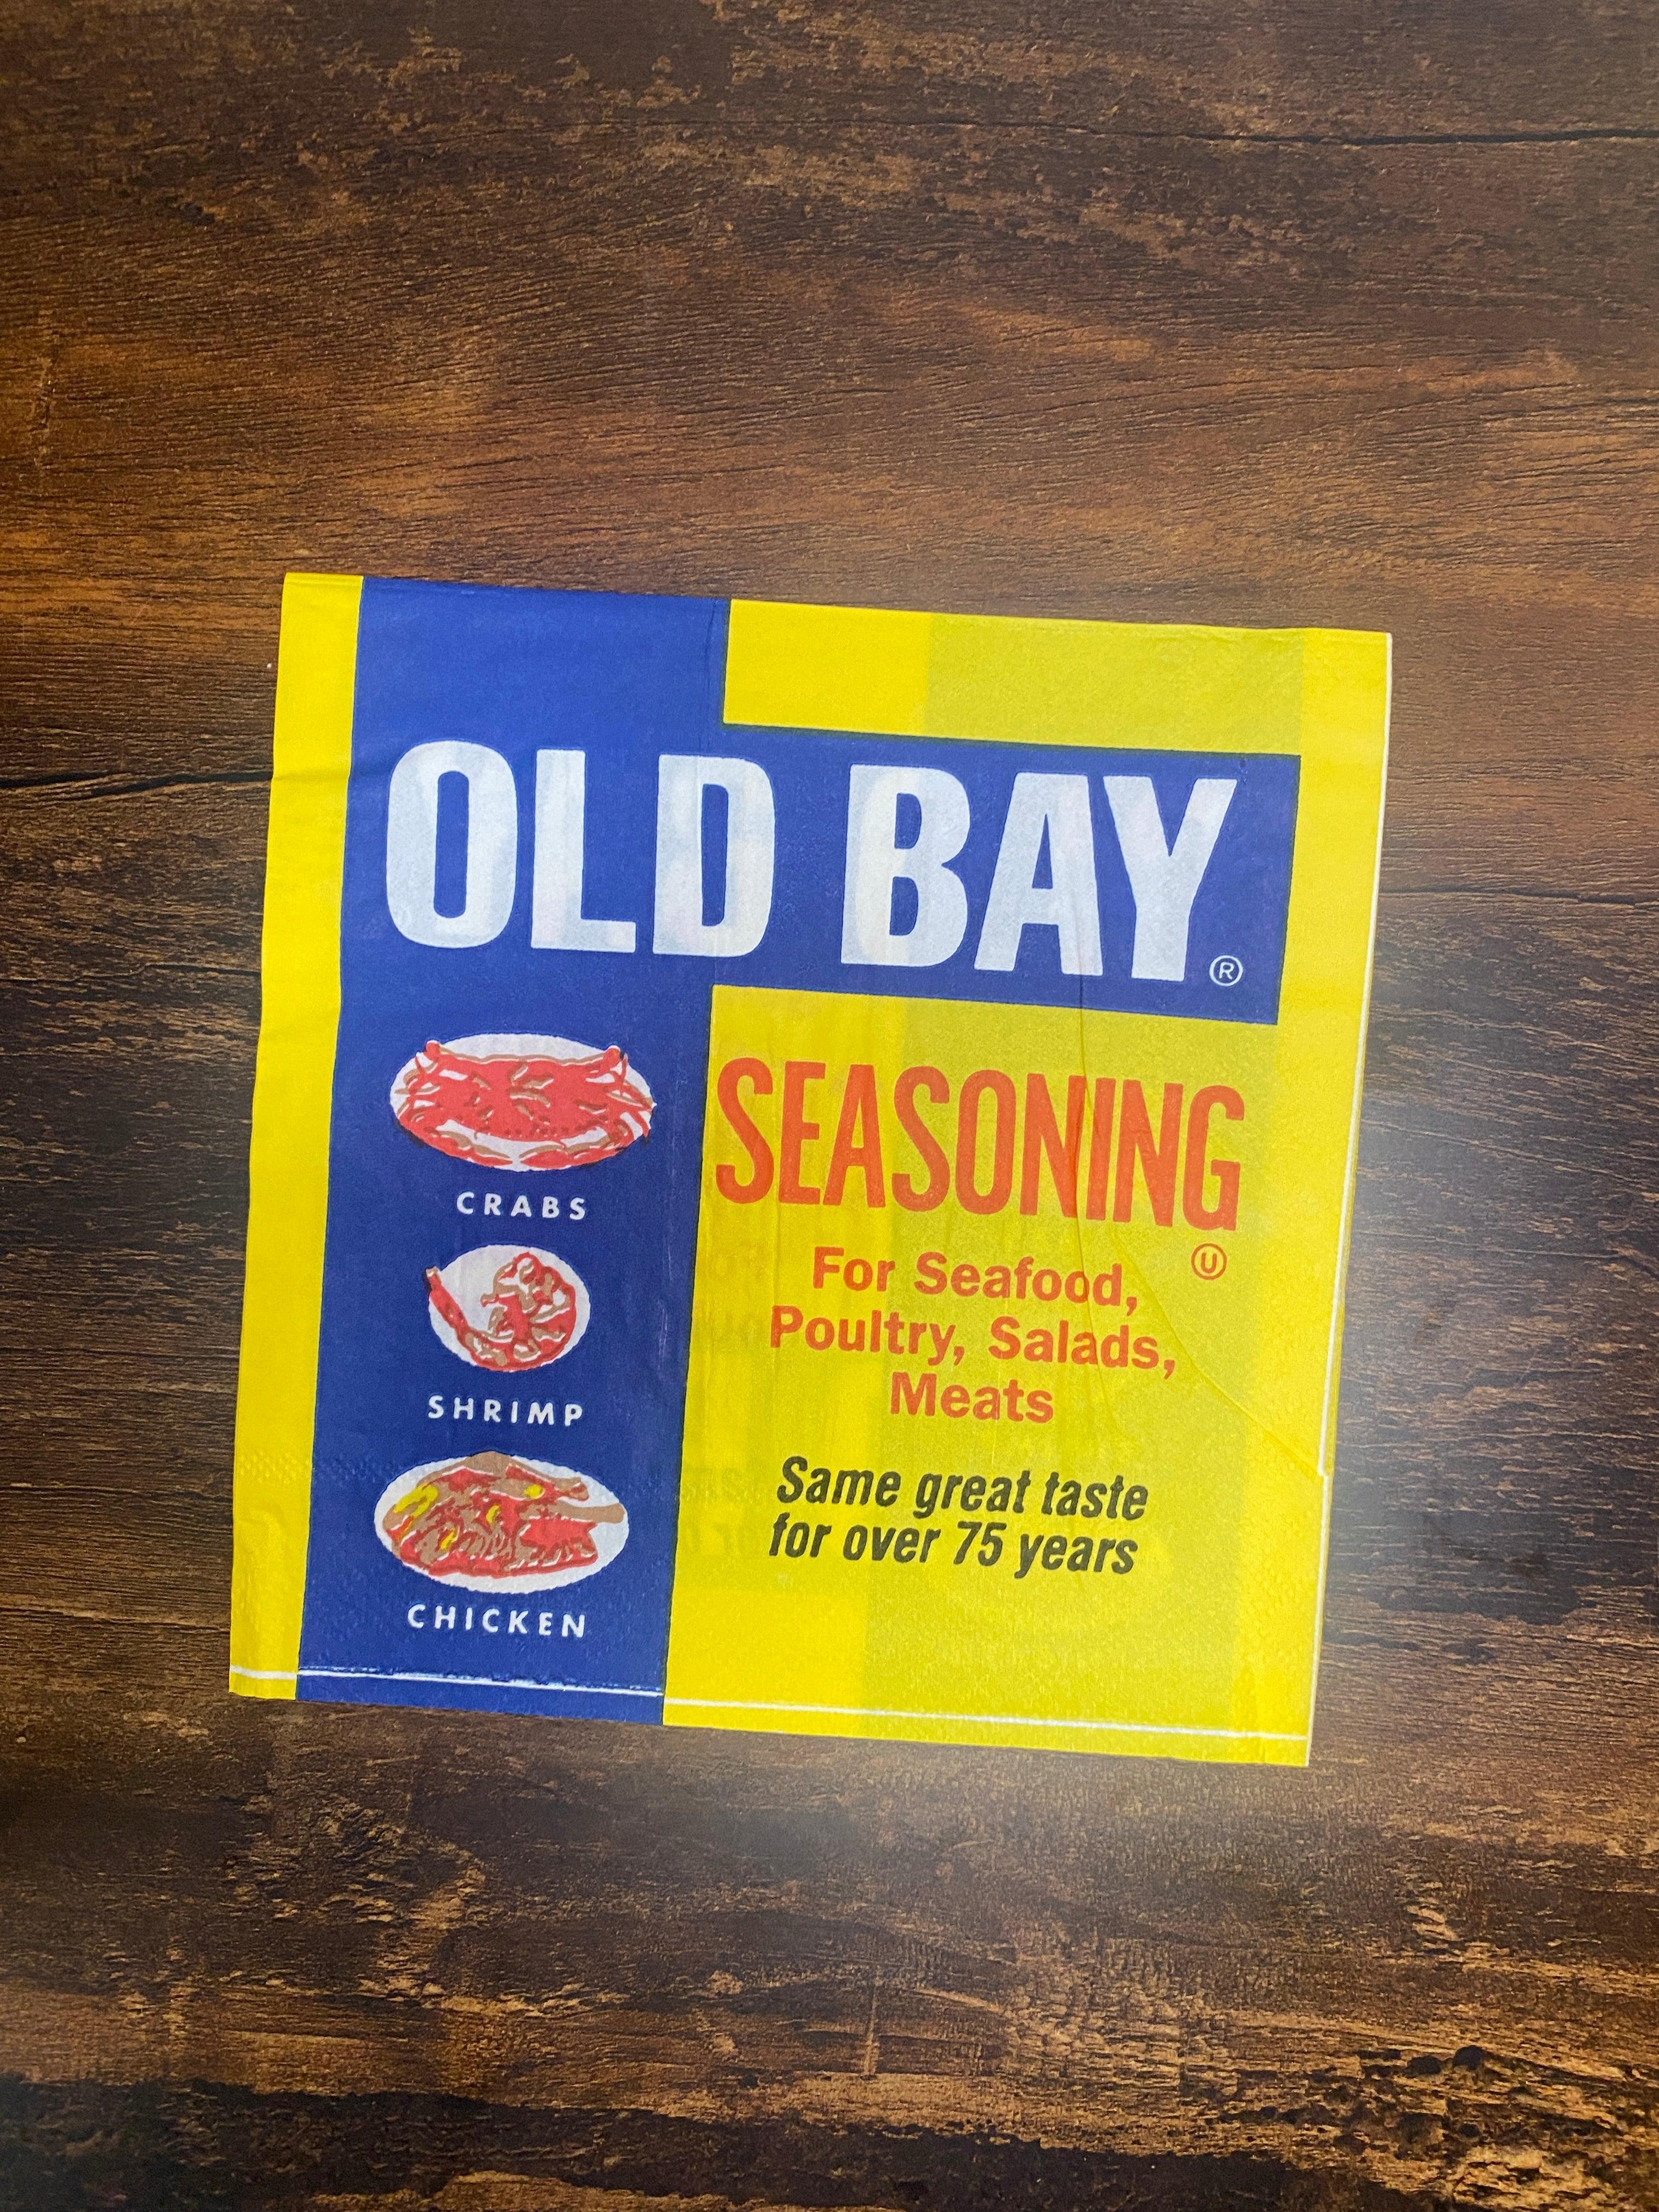 OLD BAY®
CRABS
SHRIMP
CHICKEN
SEASONING
Ⓤ
For Seafood,
Poultry, Salads,
Meats
Same great taste
for over 75 years